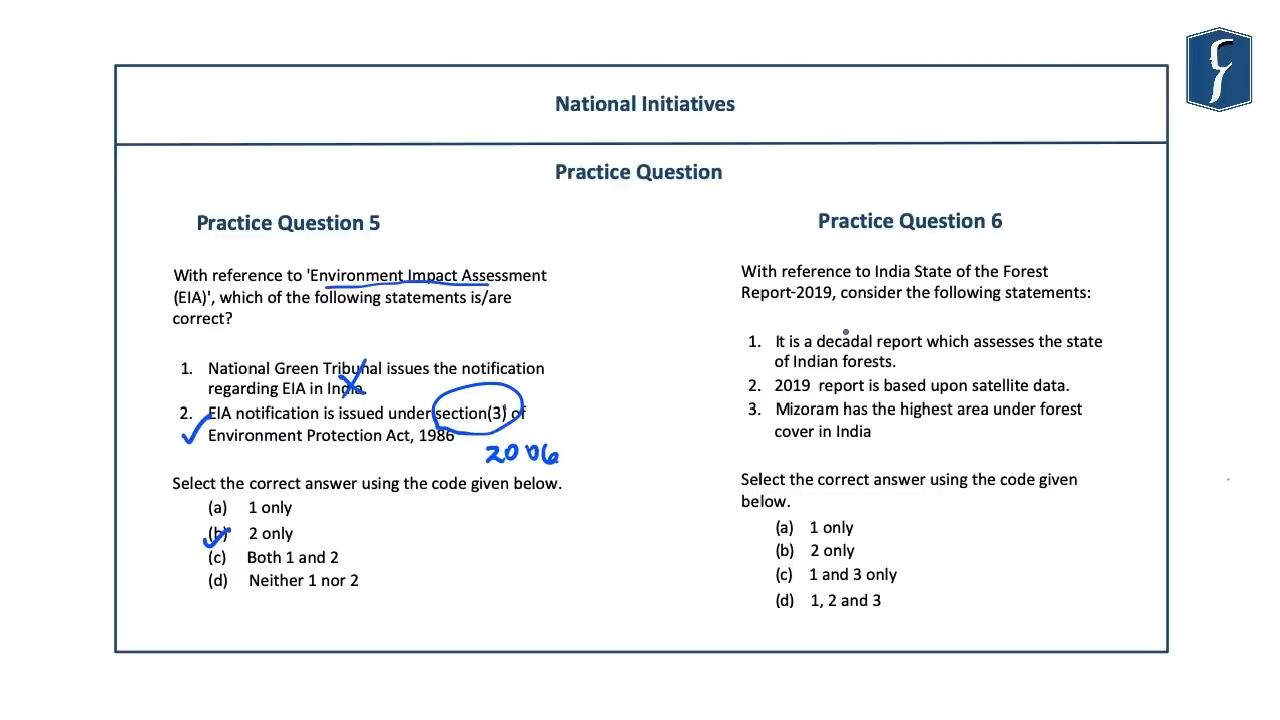 National Initiatives
Practice Question
Practice Question 5
With reference to 'Environment Impact Assessment
(EIA)', which of the following statements is/are
correct?
1. National Green Tribunal issues the notification
regarding EIA in India.
2. EIA notification is issued under section(3) of
Environment Protection Act, 1986
2006
Select the correct answer using the code given below.
(a) 1 only
(b) 2 only
(c) Both 1 and 2
(d) Neither 1 nor 2
Practice Question 6
With reference to India State of the Forest
Report-2019, consider the following statements:
1. It is a decadal report which assesses the state
of Indian forests.
2. 2019 report is based upon satellite data.
3. Mizoram has the highest area under forest
cover in India
Select the correct answer using the code given
below.
(a) 1 only
(b) 2 only
(c) 1 and 3 only
(d) 1, 2 and 3